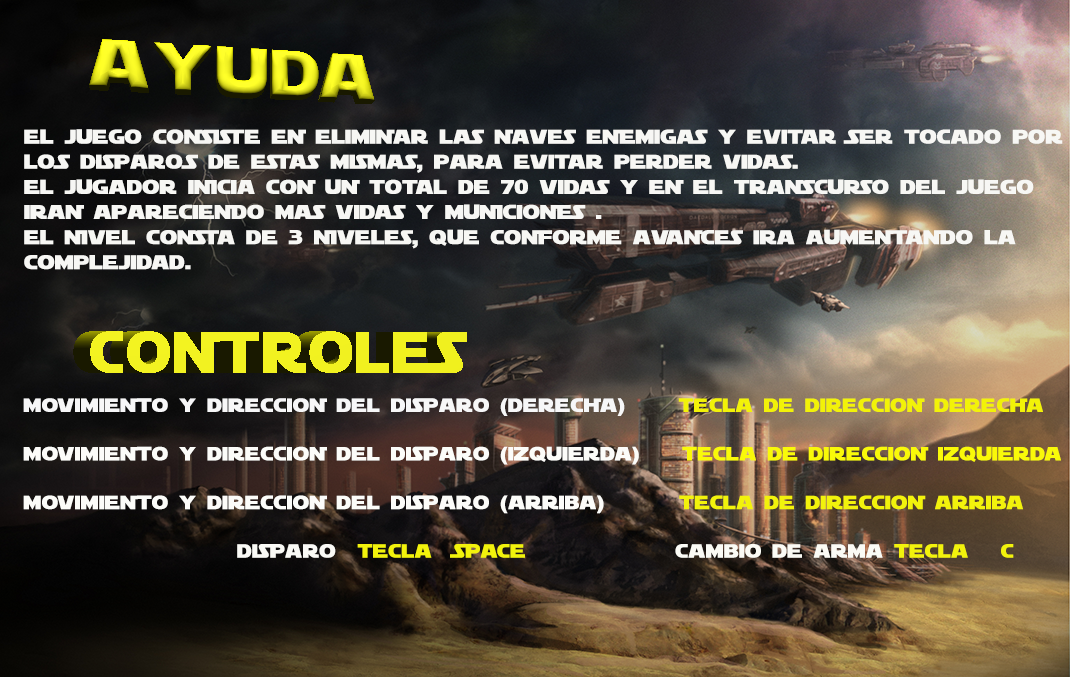 AYUDA
EL JUEGO CONSISTE EN ELIMINAR LAS NAVES ENEMIGAS Y EVITAR SER TOCADO POR
LOS DISPAROS DE ESTAS MISMAS, PARA EVITAR PERDER VIDAS.
EL JUGADOR INICIA CON UN TOTAL DE 70 VIDAS Y EN EL TRANSCURSO DEL JUEGO
IRAN APARECIENDO MAS VIDAS Y MUNICIONES .
EL NIVEL CONSTA DE 3 NIVELES, QUE CONFORME AVANCES IRA AUMENTANDO LA
COMPLEJIDAD.
CONTROLES
MOVIMIENTO Y DIRECCION DEL DISPARO (DERECHA) TECLA DE DIRECCION DERECHA
MOVIMIENTO Y DIRECCION DEL DISPARO (IZQUIERDA) TECLA DE DIRECCION IZQUIERDA
MOVIMIENTO Y DIRECCION DEL DISPARO (ARRIBA) TECLA DE DIRECCION ARRIBA
DISPARO TECLA SPACE CAMBIO DE ARMA TECLA C